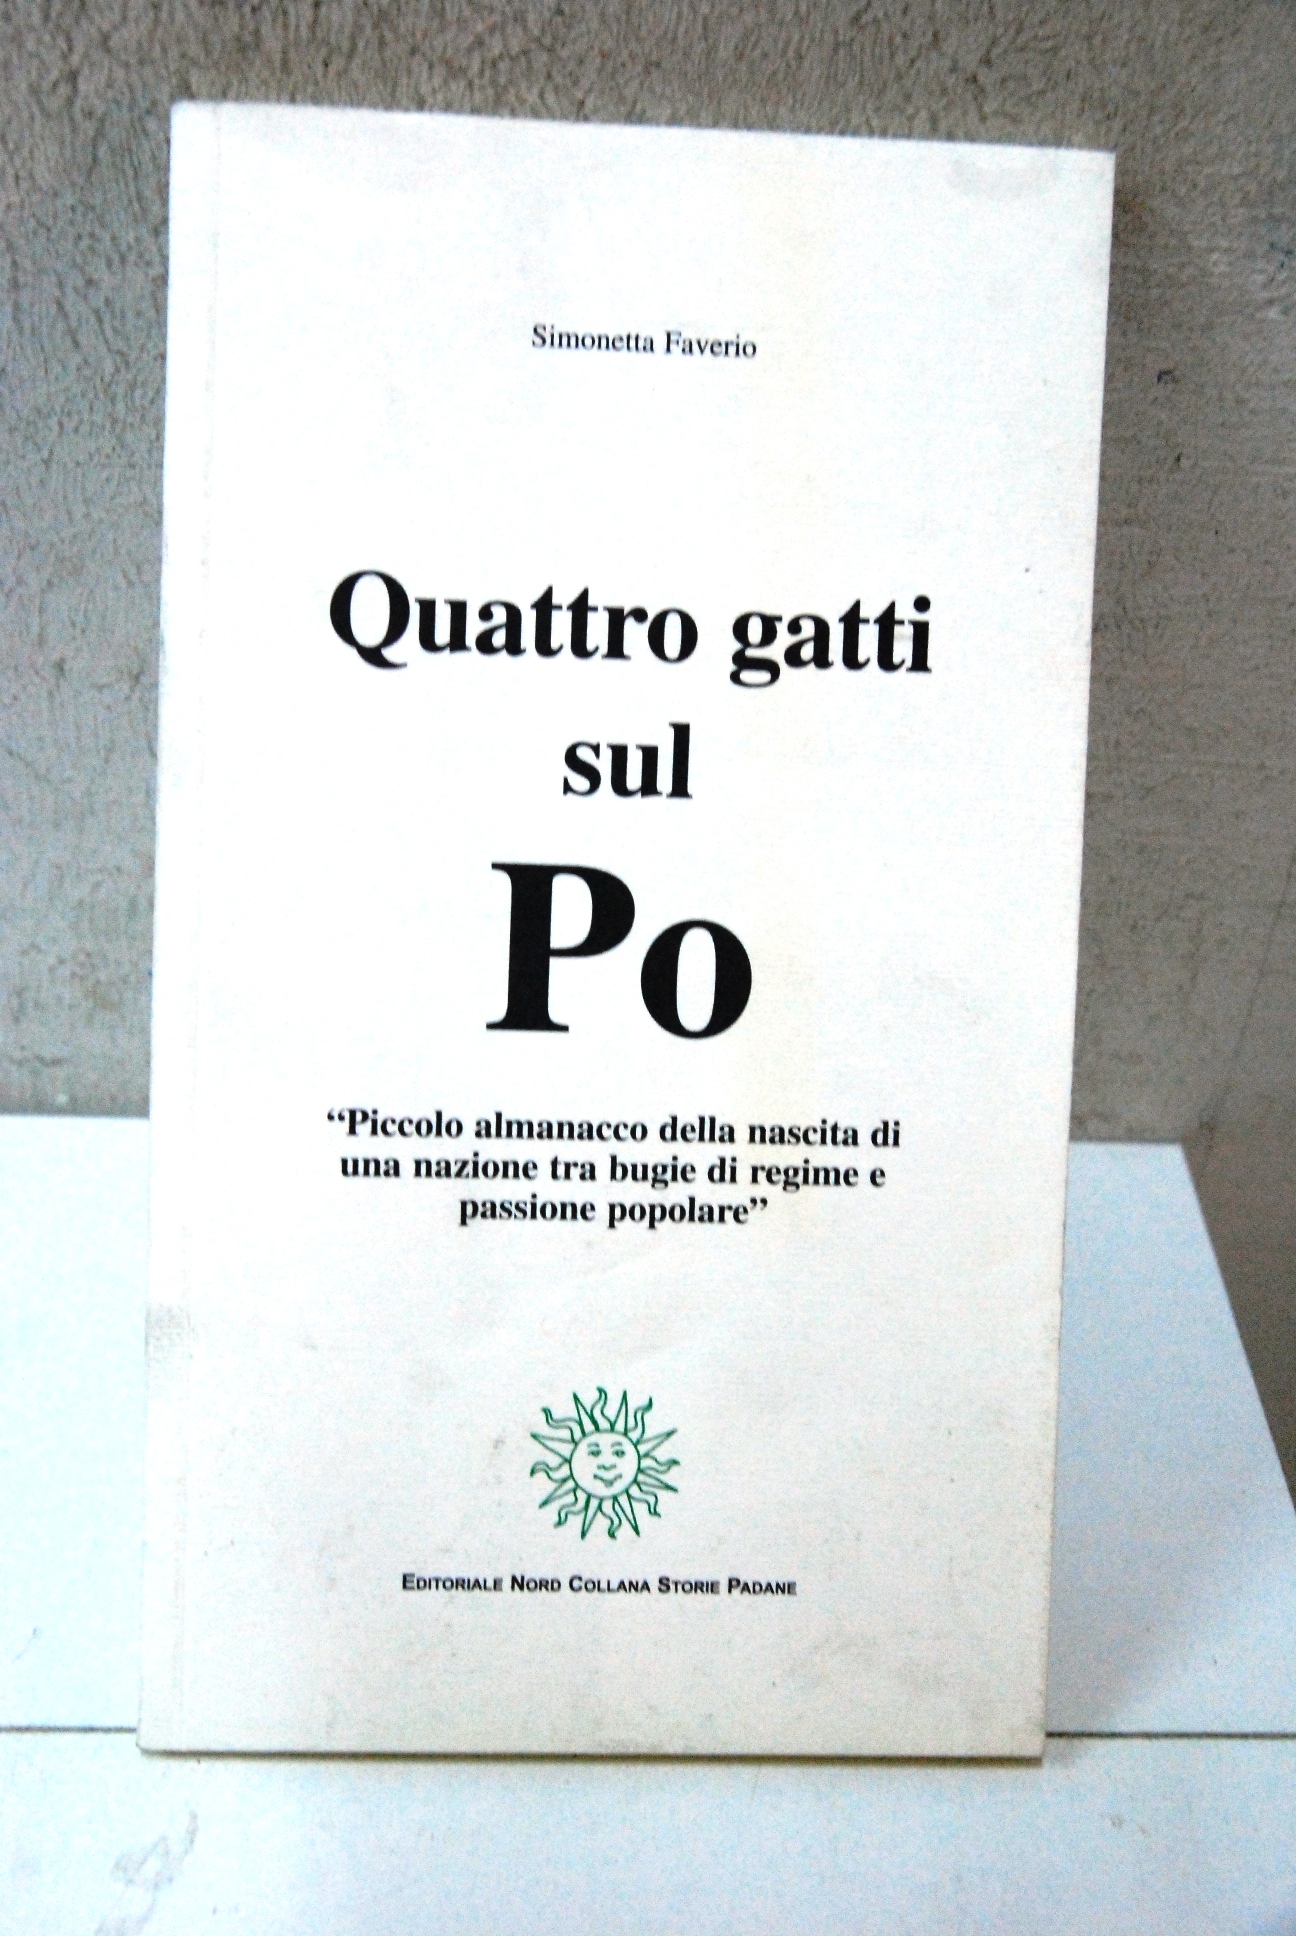 Simonetta Faverio
Quattro gatti
sul
Po
“Piccolo almanacco della nascita di
una nazione tra bugie di regime e
passione popolare”
EDITORIALE NORD COLLANA STORIE PADANE